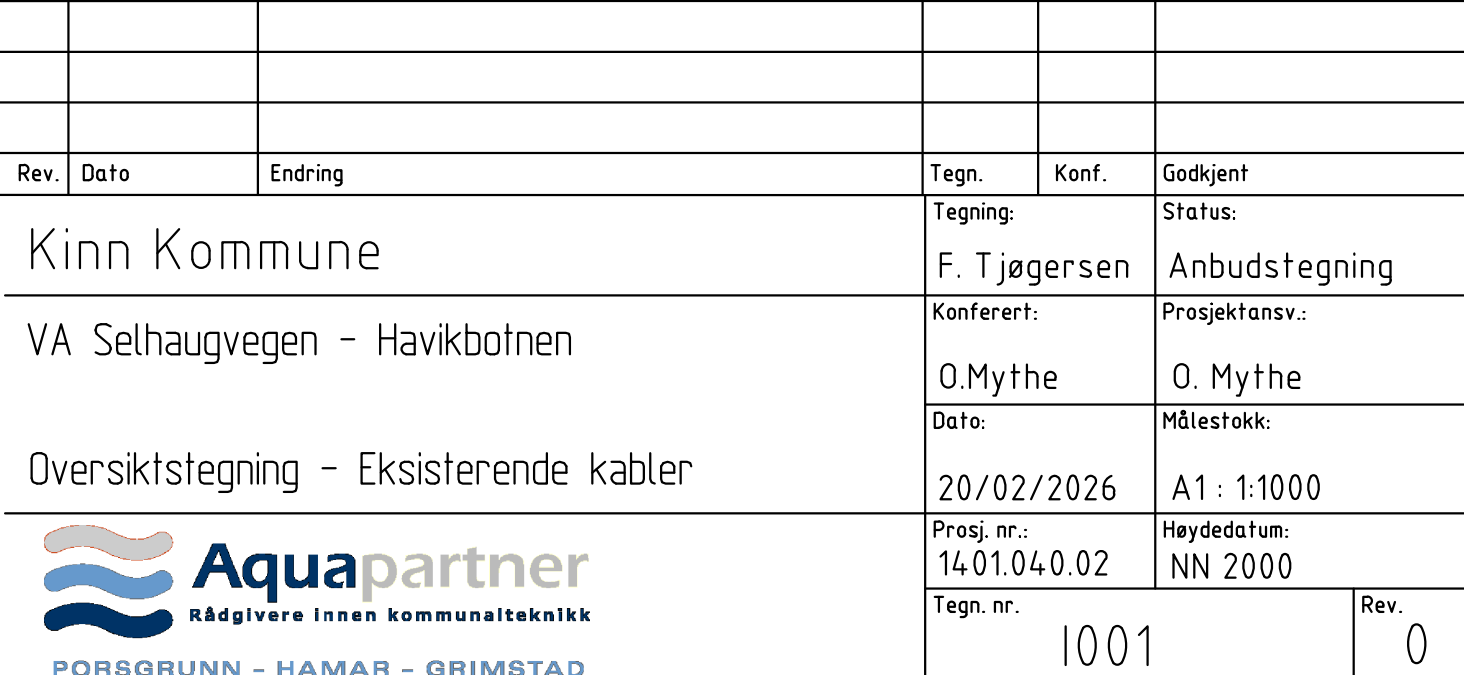 Rev. Dato Endring Tegn. Konf. Godkjent
Kinn Kommune
Tegning:
F. Tjøgersen
Status:
Anbudstegning
VA Selhaugvegen - Havikbotnen
Konferert:
O.Mythe
Prosjektansv.:
O. Mythe
Oversiktstegning - Eksisterende kabler
Dato:
20/02/2026
Målestokk:
A1 : 1:1000
Aquapartner
Rådgivere innen kommunalteknikk
PORSGRUNN - HAMAR - GRIMSTAD
Prosj. nr.:
1401.040.02
Høydedatum:
NN 2000
Tegn. nr.
I001
Rev.
0